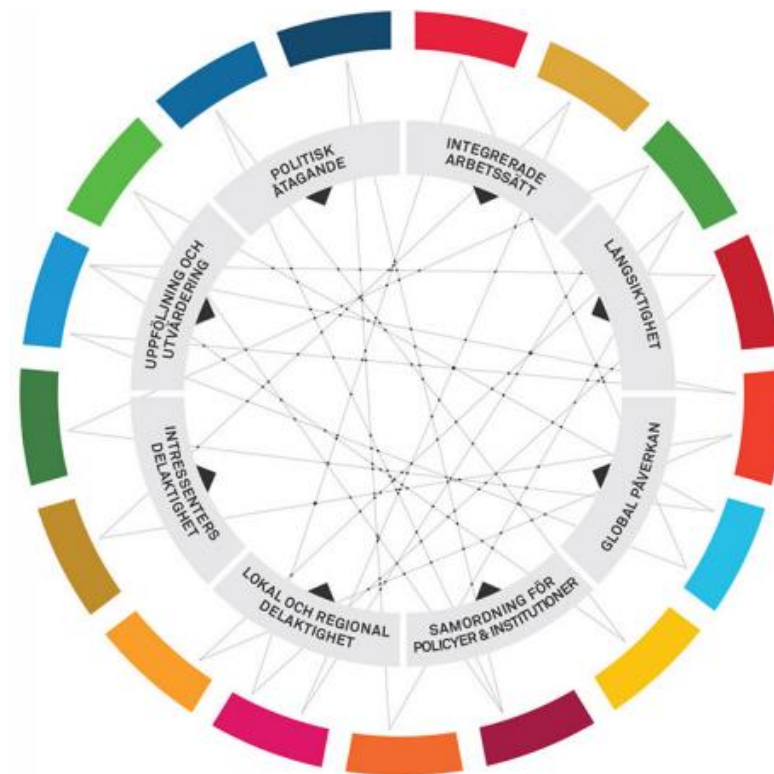 POLITISK
ÅTAGANDE
INTEGRERADE
ARBETSSÄTT
LÅNGSIKTIGHET
GLOBAL PÅVERKAN
SAMORDNING FÖR
POLICYER & INSTITUTIONER
LOKAL OCH REGIONAL
DELAKTIGHET
INTRESSENTERS
DELAKTIGHET
UPPFÖLJNING OCH
UTVÄRDERING